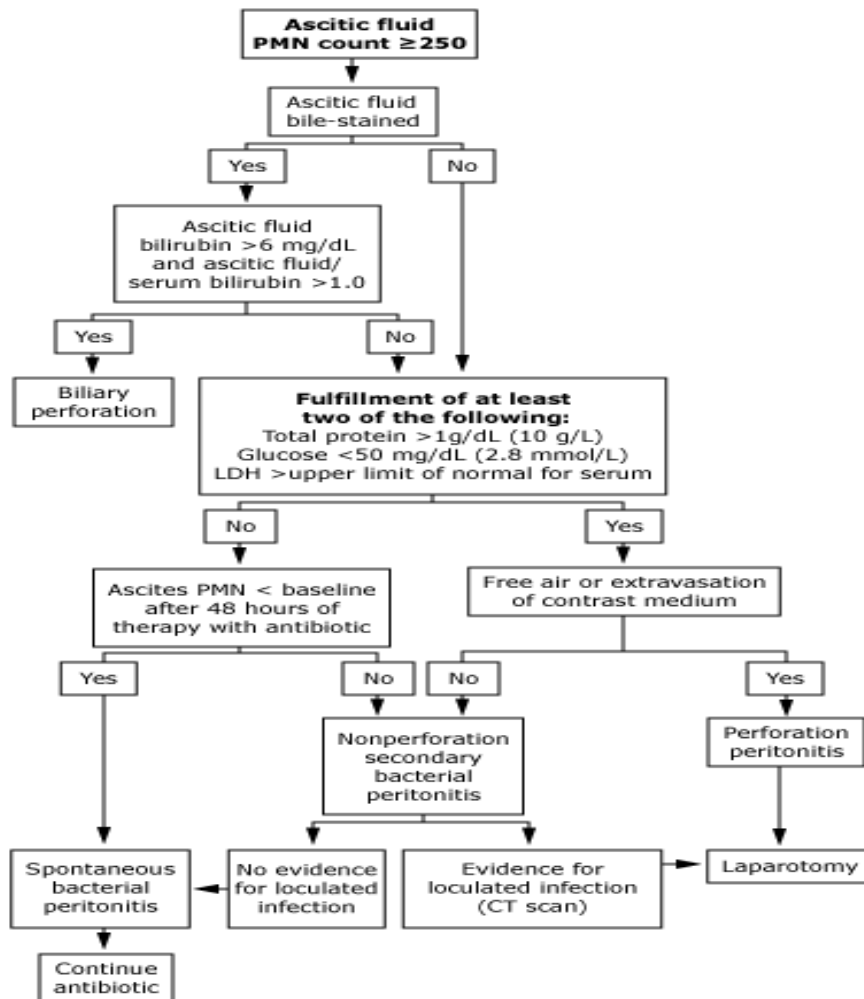 Ascitic fluid
PMN count ≥250
Ascitic fluid
bile-stained
Yes
No
Ascitic fluid
bilirubin >6 mg/dL
and ascitic fluid/
serum bilirubin >1.0
Yes
No
Biliary
perforation
Fulfillment of at least
two of the following:
Total protein >1g/dL (10 g/L)
Glucose <50 mg/dL (2.8 mmol/L)
LDH >upper limit of normal for serum
No
Yes
Ascites PMN < baseline
after 48 hours of
therapy with antibiotic
Free air or extravasation
of contrast medium
Yes
No
No
Yes
Nonperforation
secondary
bacterial
peritonitis
Perforation
peritonitis
Spontaneous
bacterial
peritonitis
No evidence
for loculated
infection
Evidence for
loculated infection
(CT scan)
Laparotomy
Continue
antibiotic